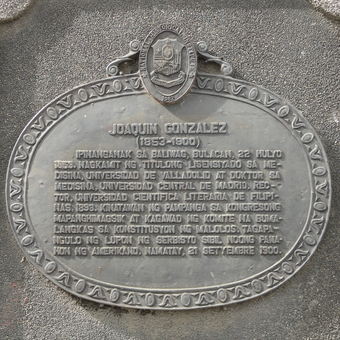 JOAQUIN GONZALEZ
(1853-1900)
IPINANGANAK SA BALIWAG, BULACAN, 22 HULYO
1853. NAGKAMIT NG TITULONG LISENSYADO SA ME-
DISINA, UNIVERSIDAD DE VALLADOLID AT DOKTOR SA
MEDISINA, UNIVERSIDAD CENTRAL DE MADRID. REC-
TOR, UNIVERSIDAD CIENTIFICA LITERARIA DE FILIPI-
NAS, 1899. KINATAWAN NG PAMPANGA SA KONGRESONG
MAPANGHIMAGSIK AT KAGAWAD NG KOMITE NA BUMA-
LANGKAS SA KONSTITUSYON NG MALOLOS. TAGAPA-
NGULO NG LUPON NG SERBISYO SIBIL NOONG PANA-
HON NG AMERIKANO. NAMATAY, 21 SETYEMBRE 1900.